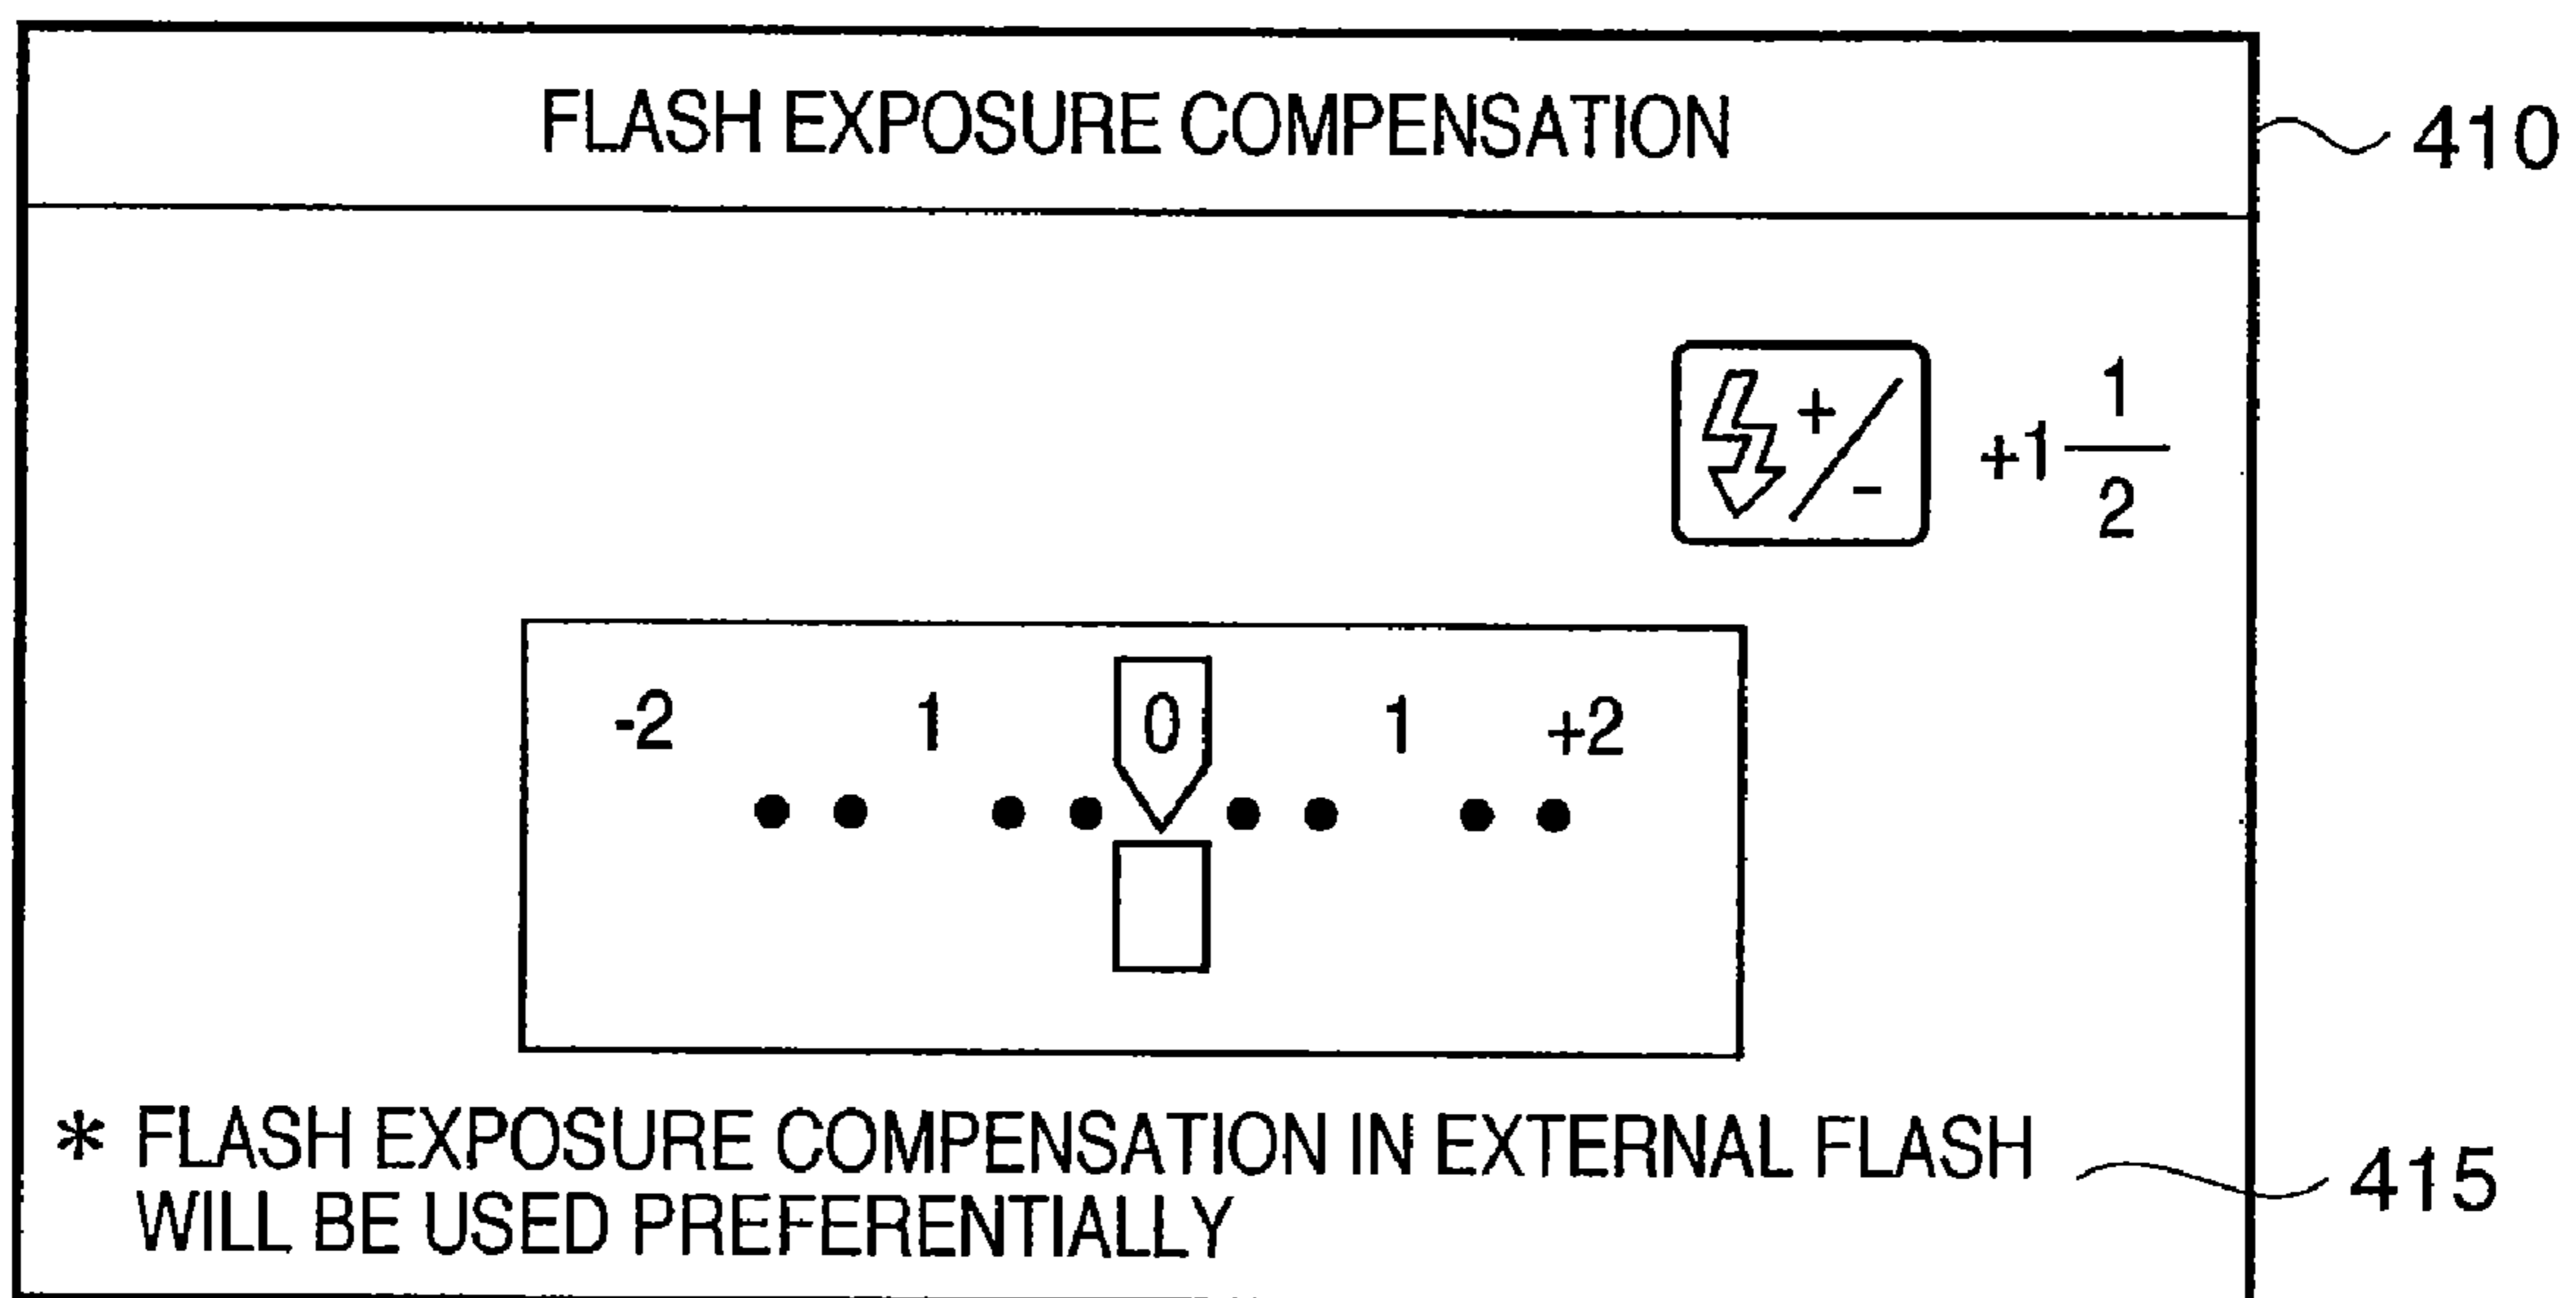 FLASH EXPOSURE COMPENSATION
410
+/- +1 1/2
-2 1 0 1 +2
* FLASH EXPOSURE COMPENSATION IN EXTERNAL FLASH
415
WILL BE USED PREFERENTIALLY